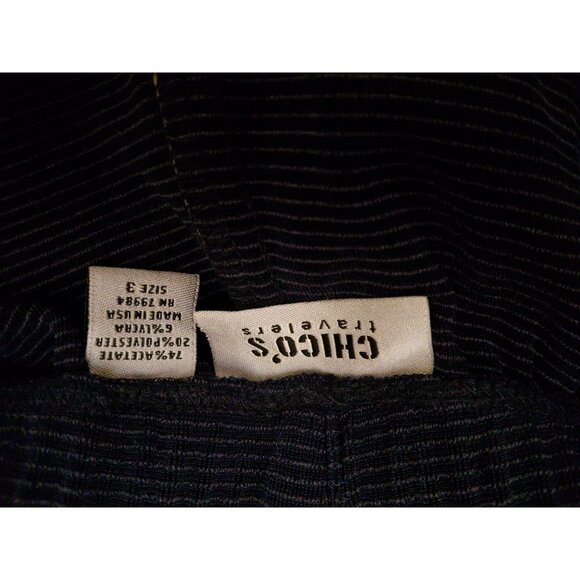 CHICO'S
travelers
74% ACETATE
20% POLYESTER
6% LYCRA
MADE IN USA
RN 79984
SIZE 3